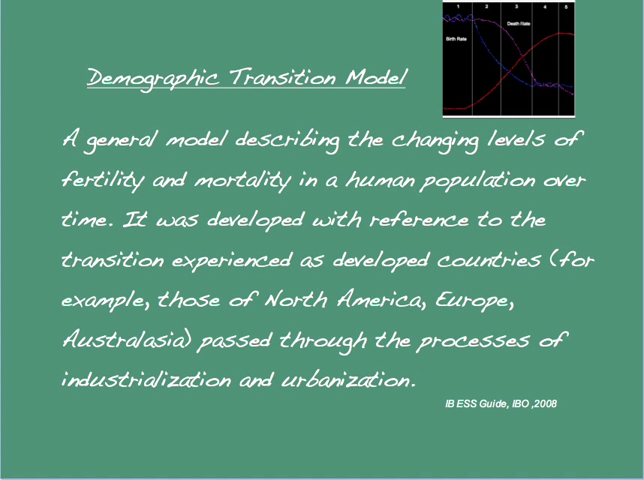 1 2 3 4 5
Death Rate
Birth Rate
Demographic Transition Model
A general model describing the changing levels of
fertility and mortality in a human population over
time. It was developed with reference to the
transition experienced as developed countries (for
example, those of North America, Europe,
Australasia) passed through the processes of
industrialization and urbanization.
IB ESS Guide, IBO ,2008